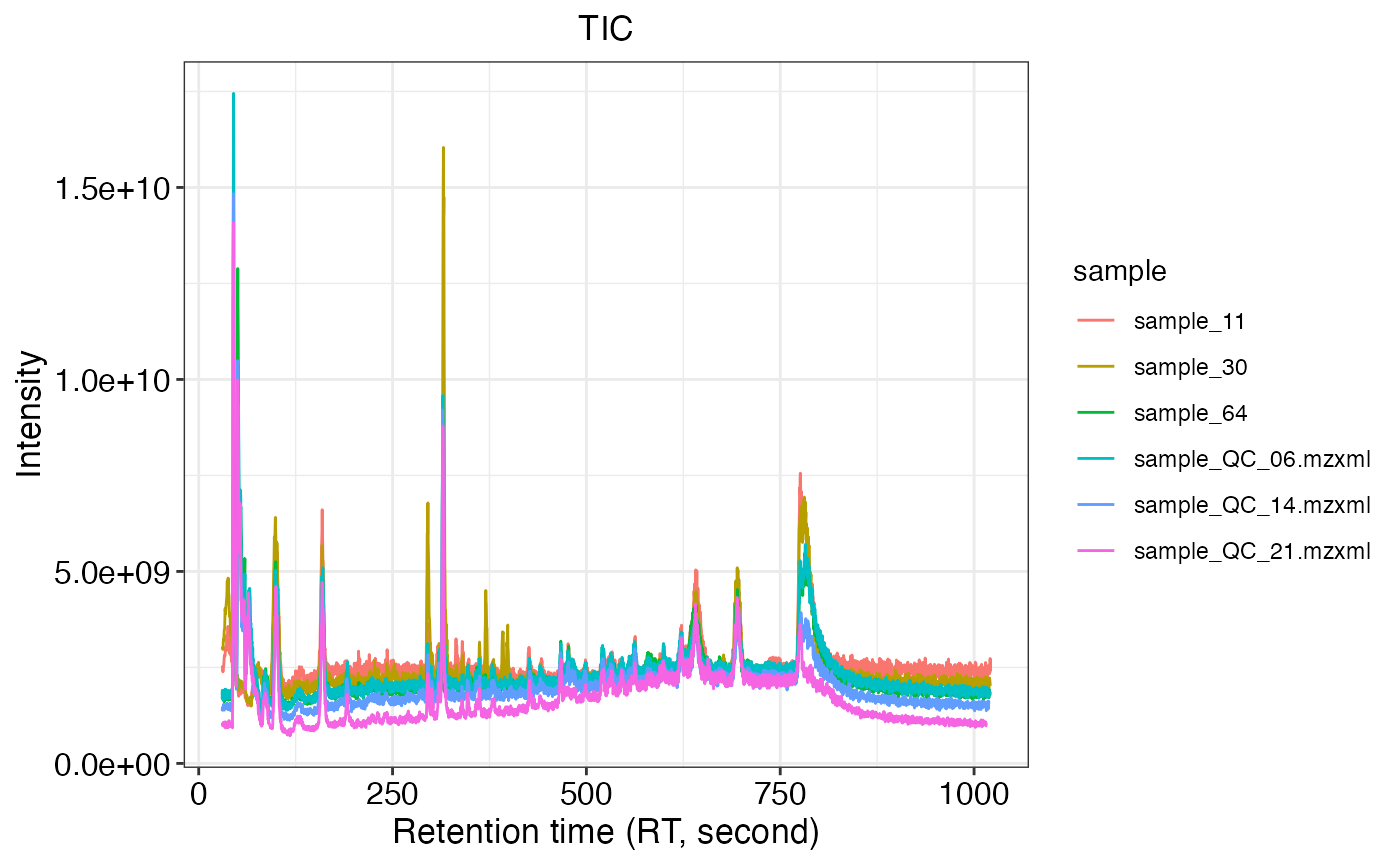 TIC
Intensity
1.5e+10
1.0e+10
5.0e+09
0.0e+00
0 250 500 750 1000
Retention time (RT, second)
sample
sample_11
sample_30
sample_64
sample_QC_06.mzxml
sample_QC_14.mzxml
sample_QC_21.mzxml